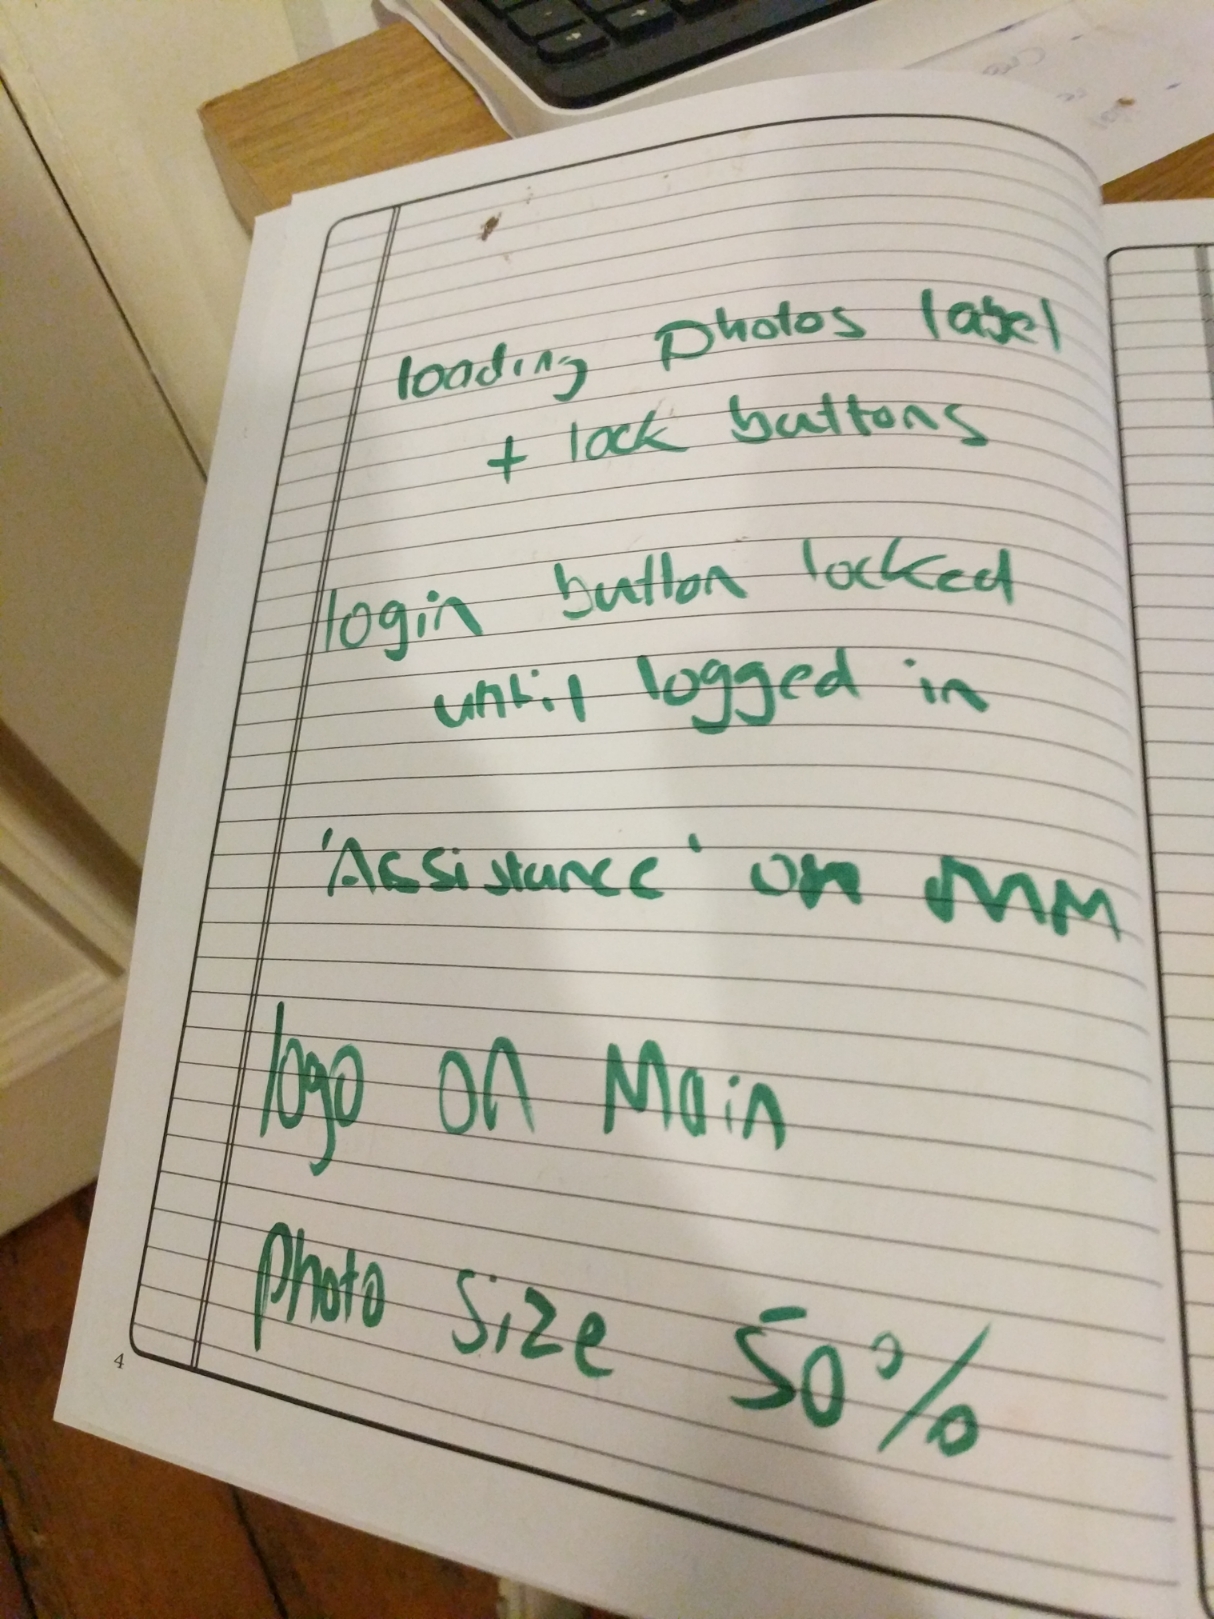 loading photos label
+ lock buttons
login button locked
until logged in
'Assistance' on MM
logo on Main
photo size 50%
4